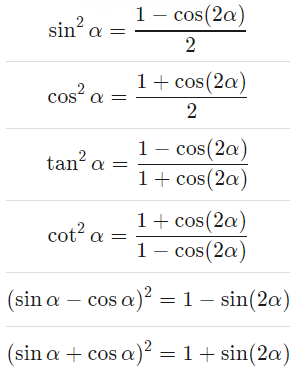 sin² α = (1 − cos(2α))/2
cos² α = (1 + cos(2α))/2
tan² α = (1 − cos(2α))/(1 + cos(2α))
cot² α = (1 + cos(2α))/(1 − cos(2α))
(sin α − cos α)² = 1 − sin(2α)
(sin α + cos α)² = 1 + sin(2α)